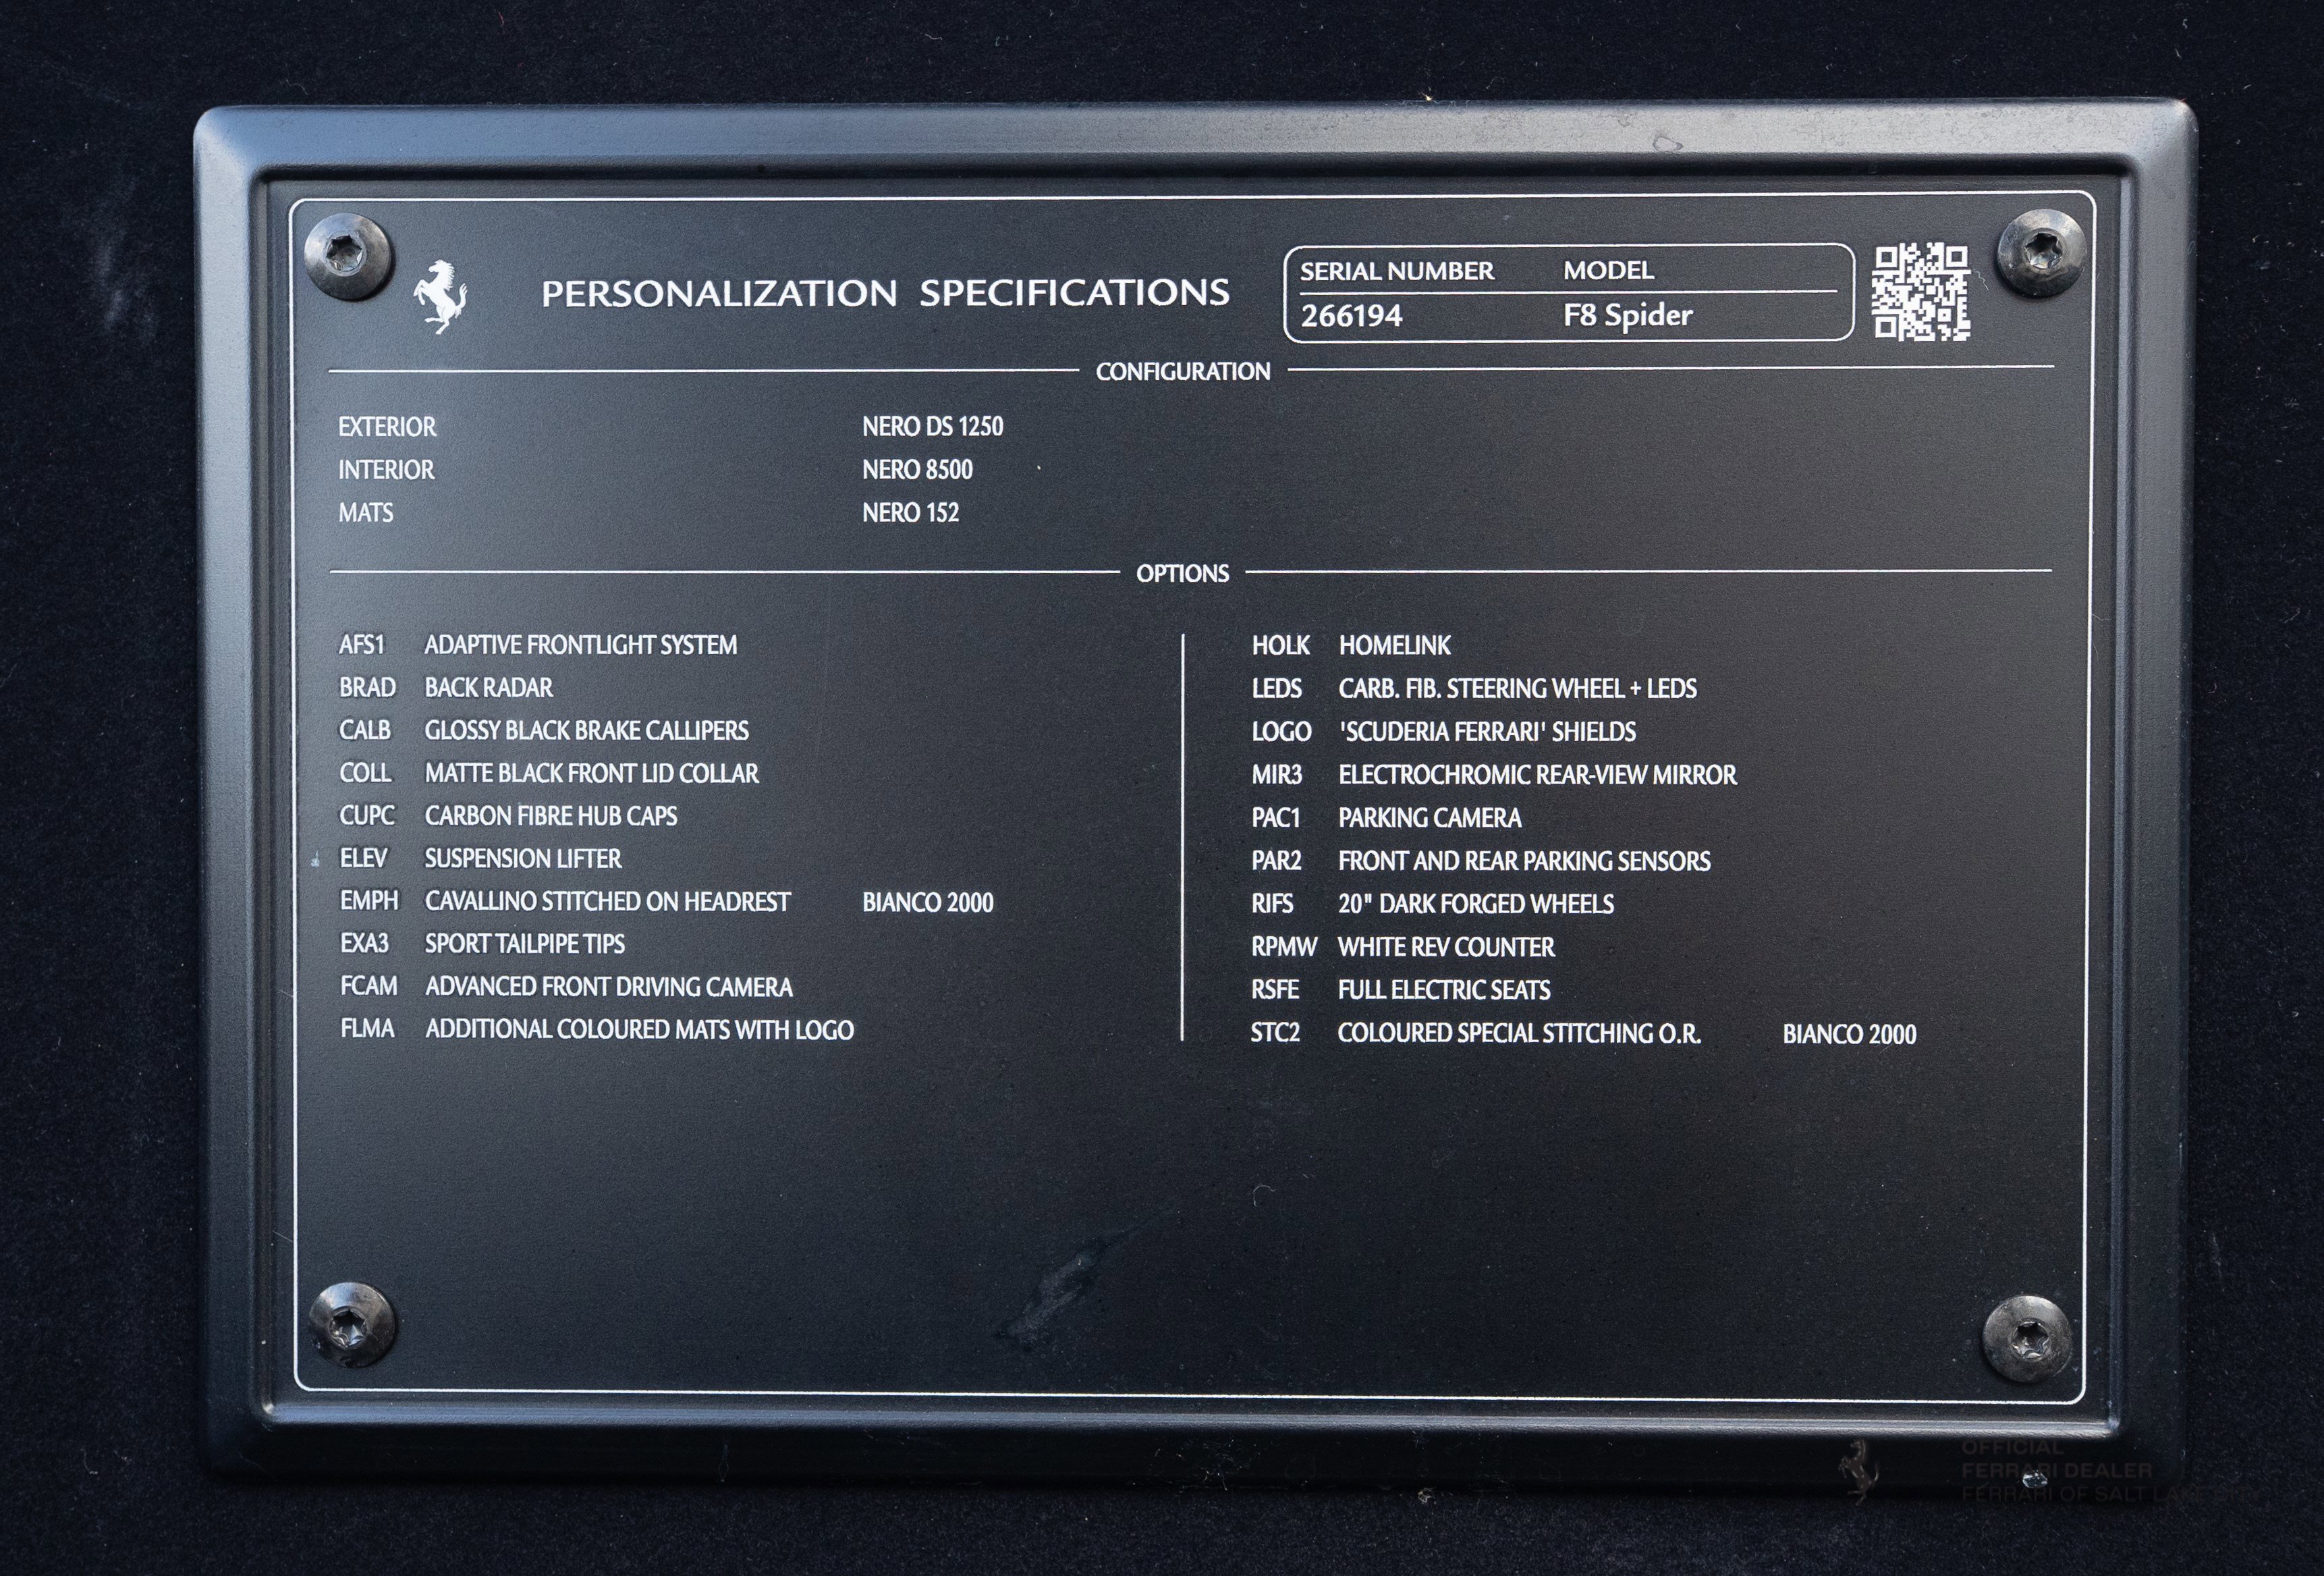 PERSONALIZATION SPECIFICATIONS
SERIAL NUMBER MODEL
266194 F8 Spider
CONFIGURATION
EXTERIOR NERO DS 1250
INTERIOR NERO 8500
MATS NERO 152
OPTIONS
AFS1 ADAPTIVE FRONTLIGHT SYSTEM
BRAD BACK RADAR
CALB GLOSSY BLACK BRAKE CALLIPERS
COLL MATTE BLACK FRONT LID COLLAR
CUPC CARBON FIBRE HUB CAPS
ELEV SUSPENSION LIFTER
EMPH CAVALLINO STITCHED ON HEADREST BIANCO 2000
EXA3 SPORT TAILPIPE TIPS
FCAM ADVANCED FRONT DRIVING CAMERA
FLMA ADDITIONAL COLOURED MATS WITH LOGO
HOLK HOMELINK
LEDS CARB. FIB. STEERING WHEEL + LEDS
LOGO 'SCUDERIA FERRARI' SHIELDS
MIR3 ELECTROCHROMIC REAR-VIEW MIRROR
PAC1 PARKING CAMERA
PAR2 FRONT AND REAR PARKING SENSORS
RIFS 20" DARK FORGED WHEELS
RPMW WHITE REV COUNTER
RSFE FULL ELECTRIC SEATS
STC2 COLOURED SPECIAL STITCHING O.R. BIANCO 2000
OFFICIAL
FERRARI DEALER
FERRARI OF SALT LAKE